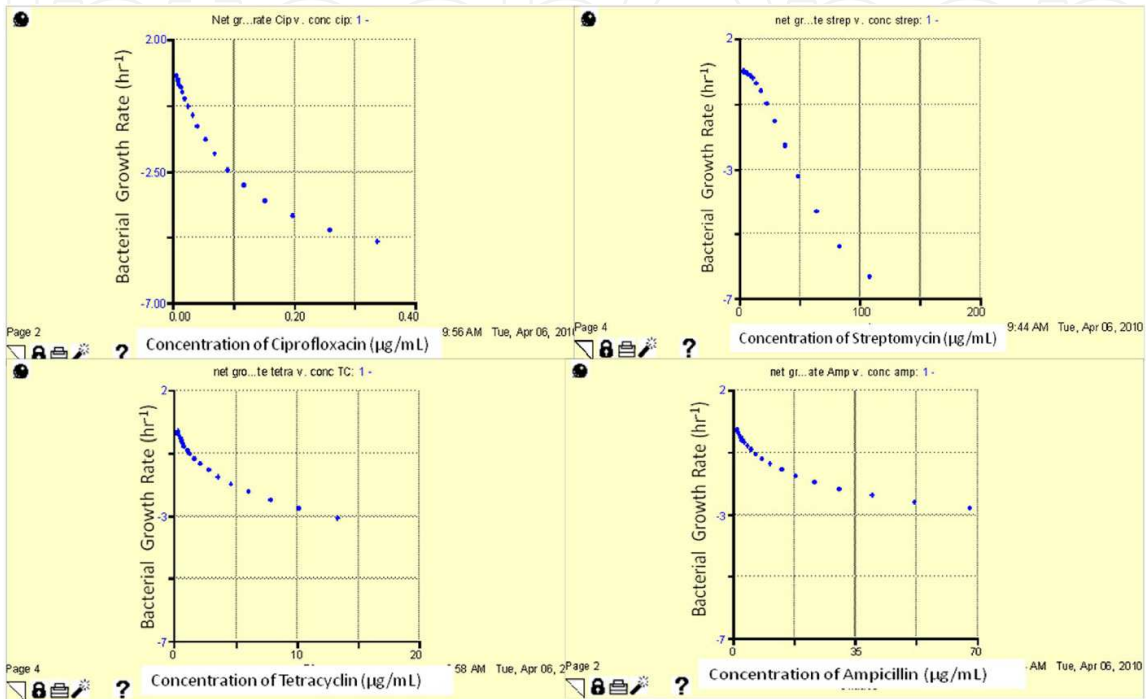 Net gr...rate Cip v. conc cip: 1 -
2.00
-2.50
-7.00
Bacterial Growth Rate (hr⁻¹)
0.00 0.20 0.40
Page 2
Concentration of Ciprofloxacin (µg/mL)
9:56 AM Tue, Apr 06, 201
?
net gr...te strep v. conc strep: 1 -
2
-3
-7
Bacterial Growth Rate (hr⁻¹)
0 100 200
Page 4
Concentration of Streptomycin (µg/mL)
9:44 AM Tue, Apr 06, 2010
?
net gro...te tetra v. conc TC: 1 -
2
-3
-7
Bacterial Growth Rate (hr⁻¹)
0 10 20
Page 4
Concentration of Tetracyclin (µg/mL)
:58 AM Tue, Apr 06, 2
?
net gr...ate Amp v. conc amp: 1 -
2
-3
-7
Bacterial Growth Rate (hr⁻¹)
0 35 70
Page 2
Concentration of Ampicillin (µg/mL)
AM Tue, Apr 06, 2010
?